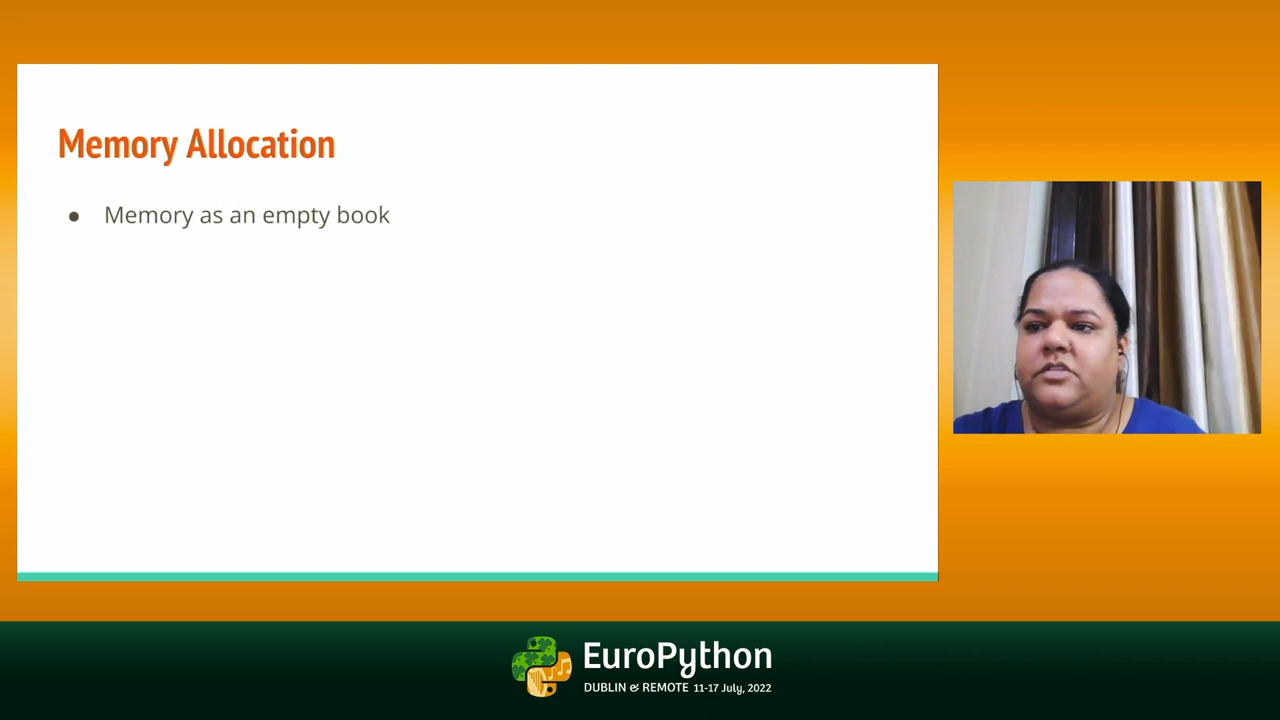 Memory Allocation
● Memory as an empty book
EuroPython
DUBLIN & REMOTE 11-17 July, 2022